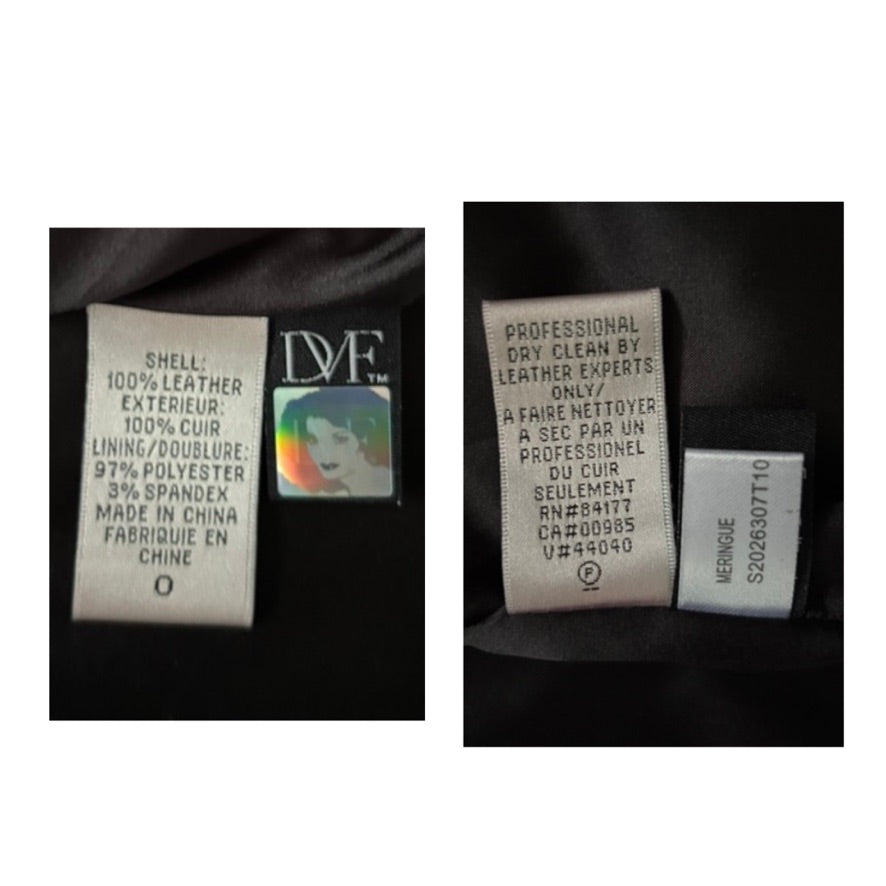 SHELL:
100% LEATHER
EXTERIEUR:
100% CUIR
LINING/DOUBLURE:
97% POLYESTER
3% SPANDEX
MADE IN CHINA
FABRIQUIE EN
CHINE
0
DVF™
PROFESSIONAL
DRY CLEAN BY
LEATHER EXPERTS
ONLY/
A FAIRE NETTOYER
A SEC PAR UN
PROFESSIONEL
DU CUIR
SEULEMENT
RN#84177
CA#00985
V#44040
P
MERINGUE
S2026307T10